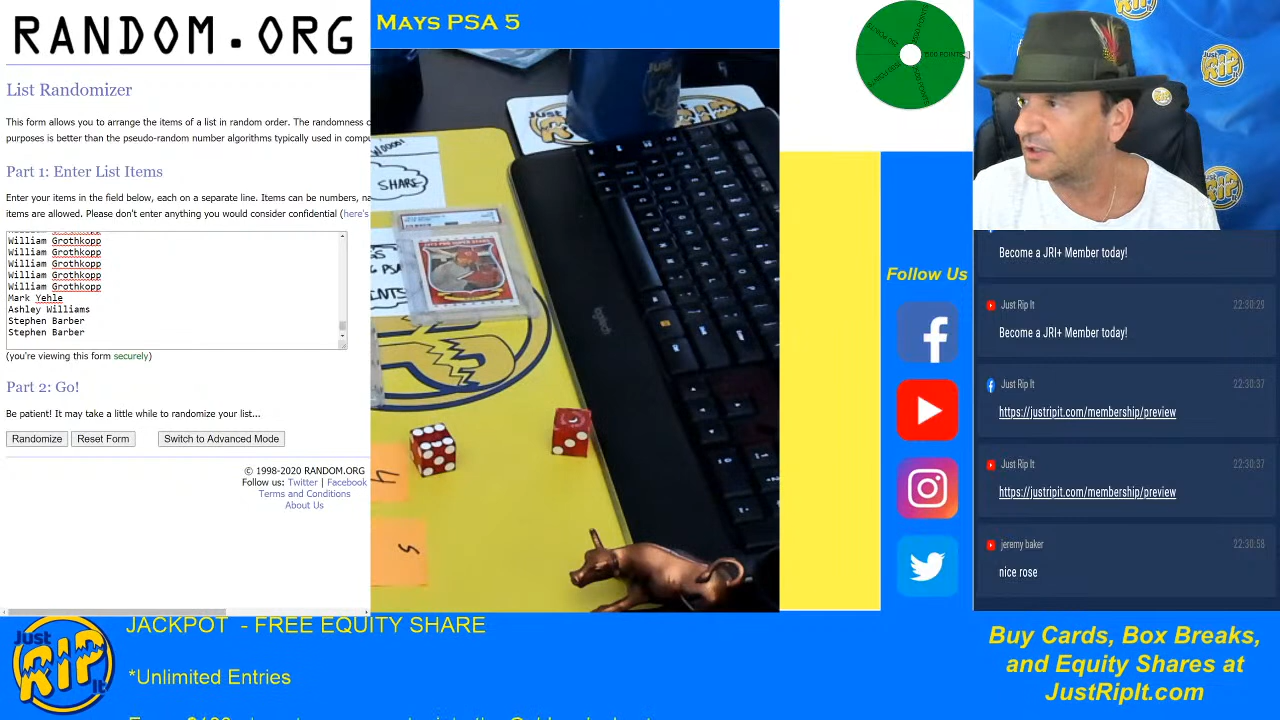 RANDOM.ORG
List Randomizer
This form allows you to arrange the items of a list in random order. The randomness
purposes is better than the pseudo-random number algorithms typically used in
Part 1: Enter List Items
Enter your items in the field below, each on a separate line. Items can be numbers,
items are allowed. Please don't enter anything you would consider confidential (here's
William Grothkopp
William Grothkopp
William Grothkopp
William Grothkopp
William Grothkopp
Mark Yehle
Ashley Williams
Stephen Barber
Stephen Barber
(you're viewing this form securely)
Part 2: Go!
Be patient! It may take a little while to randomize your list...
Randomize
Reset Form
Switch to Advanced Mode
© 1998-2020 RANDOM.ORG
Follow us: Twitter | Facebook
Terms and Conditions
About Us
Mays PSA 5
SHARE
4
5
Follow Us
Become a JRI+ Member today!
Just Rip It 22:30:29
Become a JRI+ Member today!
Just Rip It 22:30:37
https://justripit.com/membership/preview
Just Rip It 22:30:37
https://justripit.com/membership/preview
jeremy baker 22:30:58
nice rose
Just RIP It
JACKPOT - FREE EQUITY SHARE
*Unlimited Entries
Buy Cards, Box Breaks,
and Equity Shares at
JustRipIt.com